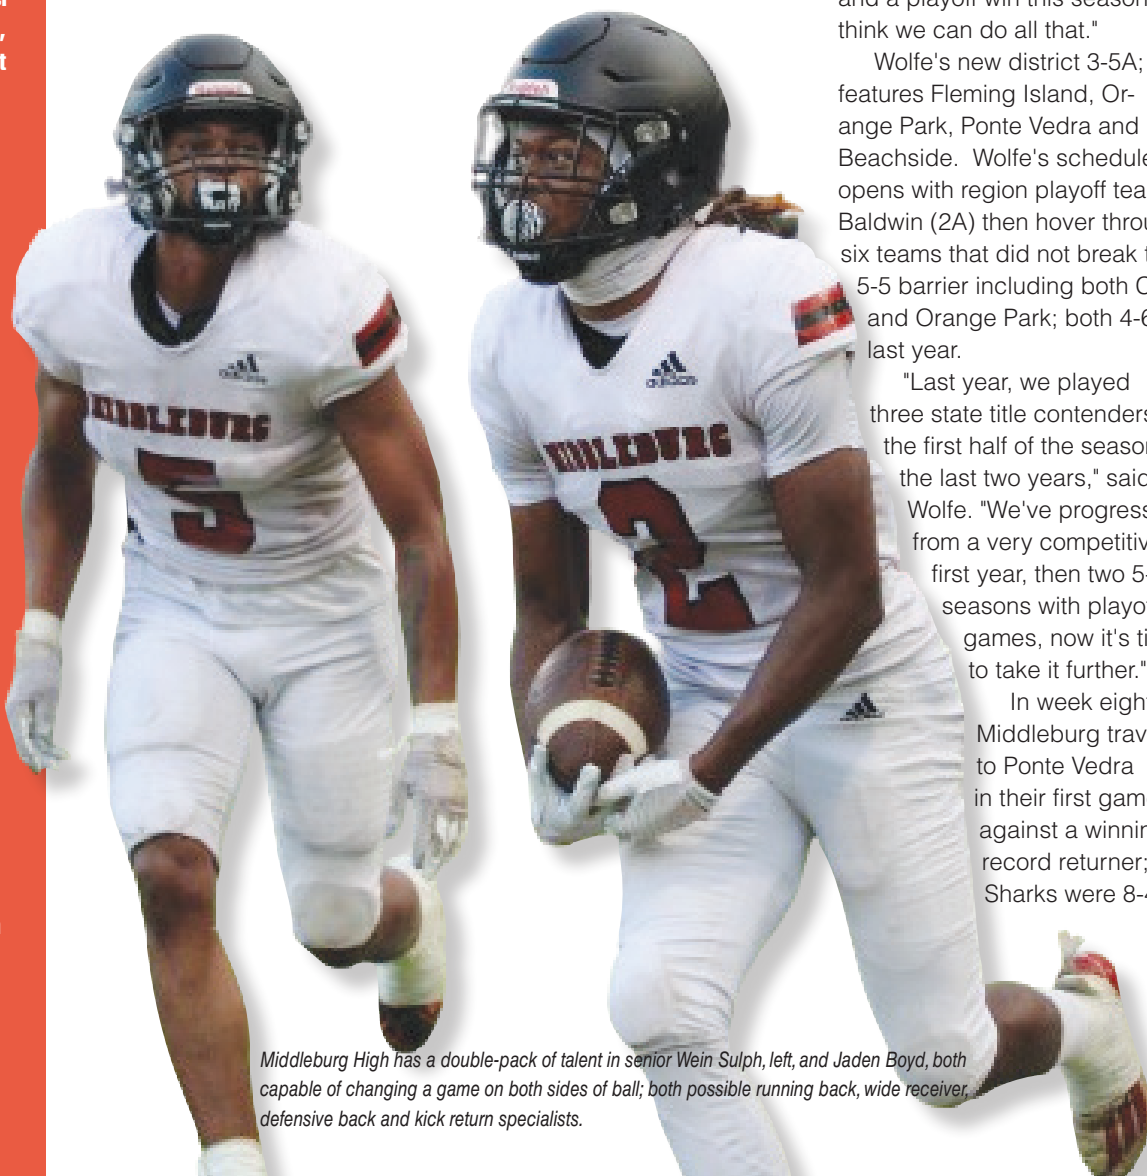 t
and a playoff win this season
think we can do all that."
Wolfe's new district 3-5A;
features Fleming Island, Or-
ange Park, Ponte Vedra and
Beachside. Wolfe's schedule
opens with region playoff tea
Baldwin (2A) then hover throu
six teams that did not break t
5-5 barrier including both
and Orange Park; both 4-6
last year.
"Last year, we played
three state title contenders
the first half of the season
the last two years," said
Wolfe. "We've progress
from a very competitiv
first year, then two 5-
seasons with playo
games, now it's ti
to take it further."
In week eigh
Middleburg trav
to Ponte Vedra
in their first gam
against a winnin
record returner;
Sharks were 8-4
adidas
MIDDLEBURG
5
adidas
MIDDLEBURG
2
Middleburg High has a double-pack of talent in senior Wein Sulph, left, and Jaden Boyd, both
capable of changing a game on both sides of ball; both possible running back, wide receiver,
defensive back and kick return specialists.